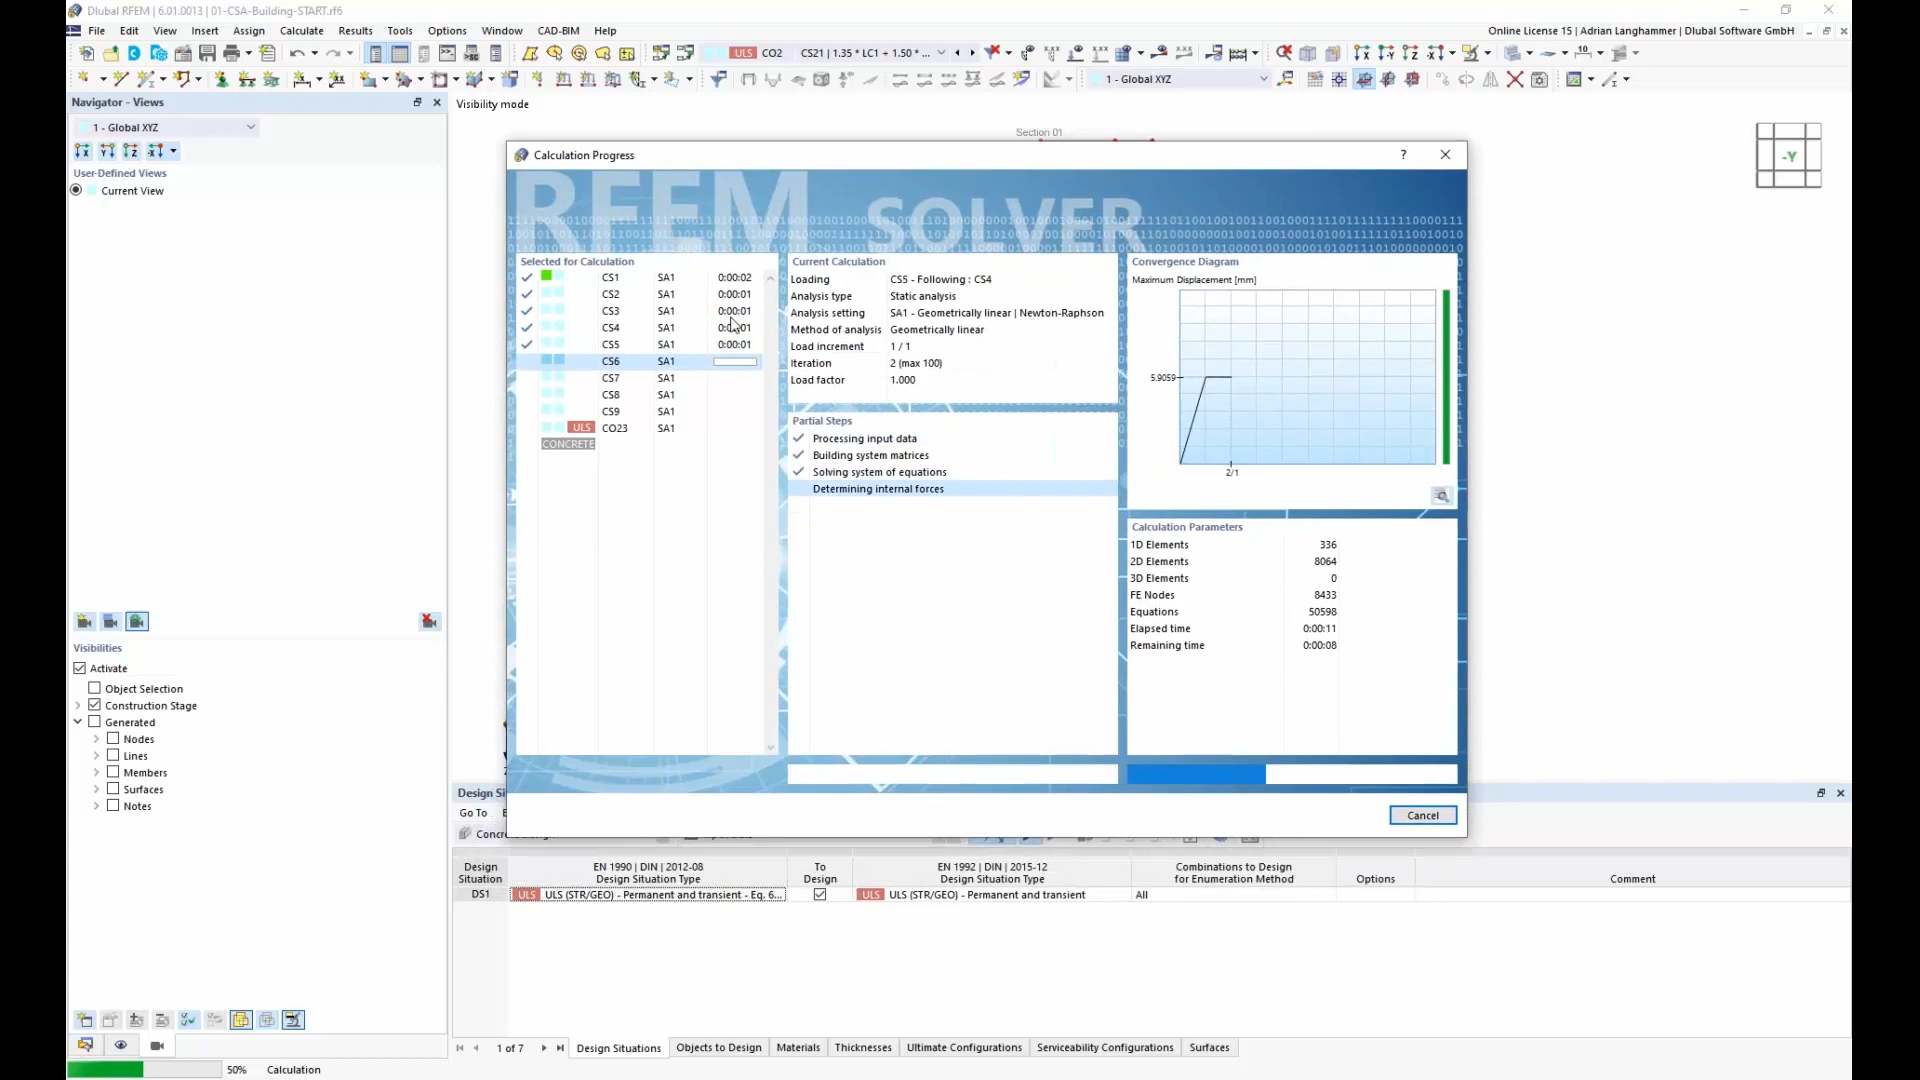 Dlubal RFEM | 6.01.0013 | 01-CSA-Building-START.rf6
File Edit View Insert Assign Calculate Results Tools Options Window CAD-BIM Help
Online License 15 | Adrian Langhammer | Dlubal Software GmbH
ULS CO2 CS21 | 1.35 * LC1 + 1.50 * ...
1 - Global XYZ
Navigator - Views
1 - Global XYZ
User-Defined Views
Current View
Visibility mode
Section 01
-Y
Calculation Progress
RFEM SOLVER
Selected for Calculation
CS1 SA1 0:00:02
CS2 SA1 0:00:01
CS3 SA1 0:00:01
CS4 SA1 0:00:01
CS5 SA1 0:00:01
CS6 SA1
CS7 SA1
CS8 SA1
CS9 SA1
ULS CO23 SA1
CONCRETE
Current Calculation
Loading CS5 - Following : CS4
Analysis type Static analysis
Analysis setting SA1 - Geometrically linear | Newton-Raphson
Method of analysis Geometrically linear
Load increment 1 / 1
Iteration 2 (max 100)
Load factor 1.000
Partial Steps
Processing input data
Building system matrices
Solving system of equations
Determining internal forces
Convergence Diagram
Maximum Displacement [mm]
5.9059
2/1
Calculation Parameters
1D Elements 336
2D Elements 8064
3D Elements 0
FE Nodes 8433
Equations 50598
Elapsed time 0:00:11
Remaining time 0:00:08
Cancel
Visibilities
Activate
Object Selection
Construction Stage
Generated
Nodes
Lines
Members
Surfaces
Notes
Design Si
Go To
Concre
Design Situation
EN 1990 | DIN | 2012-08 Design Situation Type
To Design
EN 1992 | DIN | 2015-12 Design Situation Type
Combinations to Design for Enumeration Method
Options
Comment
DS1 ULS ULS (STR/GEO) - Permanent and transient - Eq. 6... ULS ULS (STR/GEO) - Permanent and transient All
1 of 7 Design Situations Objects to Design Materials Thicknesses Ultimate Configurations Serviceability Configurations Surfaces
50% Calculation